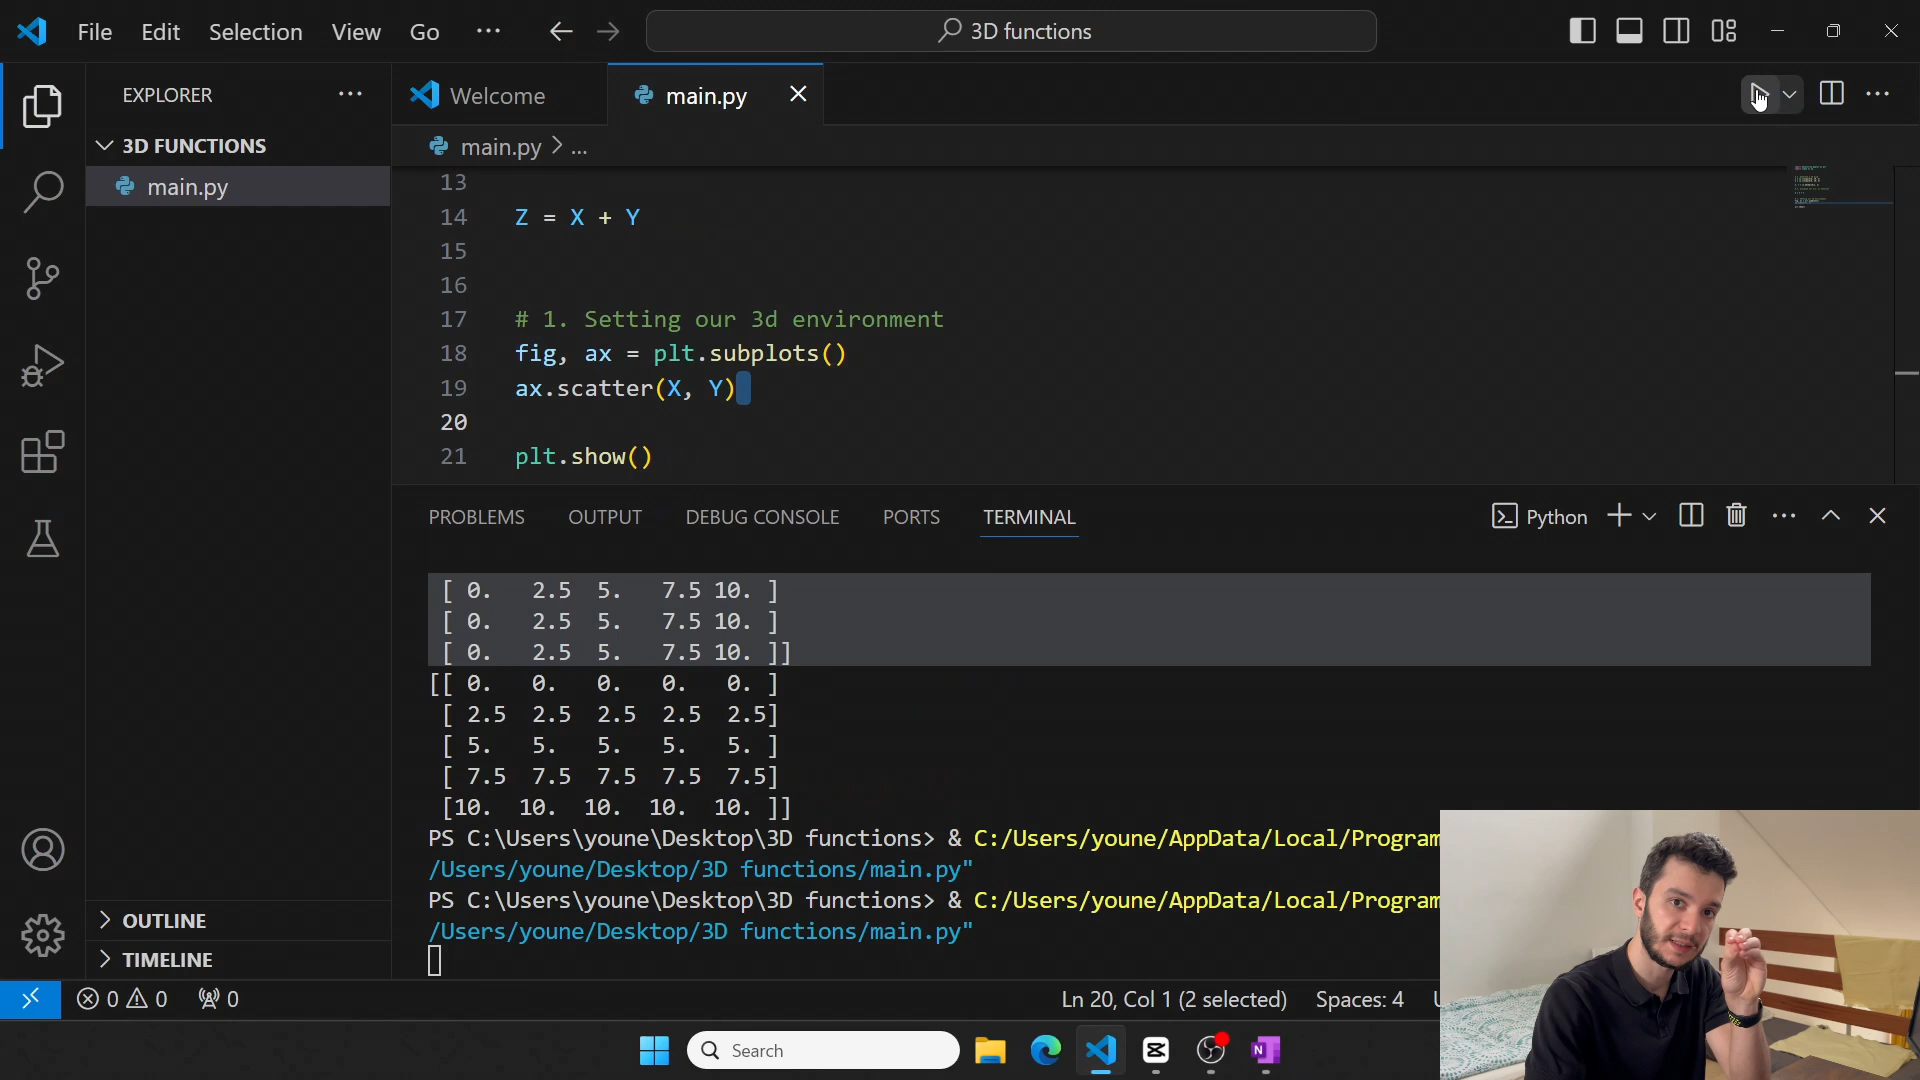 File Edit Selection View Go ··· 3D functions
EXPLORER ···
Welcome main.py
3D FUNCTIONS
main.py
main.py > ...
13
14 Z = X + Y
15
16
17 # 1. Setting our 3d environment
18 fig, ax = plt.subplots()
19 ax.scatter(X, Y)
20
21 plt.show()
PROBLEMS OUTPUT DEBUG CONSOLE PORTS TERMINAL Python
[ 0. 2.5 5. 7.5 10. ]
[ 0. 2.5 5. 7.5 10. ]
[ 0. 2.5 5. 7.5 10. ]]
[[ 0. 0. 0. 0. 0. ]
[ 2.5 2.5 2.5 2.5 2.5]
[ 5. 5. 5. 5. 5. ]
[ 7.5 7.5 7.5 7.5 7.5]
[10. 10. 10. 10. 10. ]]
PS C:\Users\youne\Desktop\3D functions> & C:/Users/youne/AppData/Local/Program
/Users/youne/Desktop/3D functions/main.py"
PS C:\Users\youne\Desktop\3D functions> & C:/Users/youne/AppData/Local/Program
/Users/youne/Desktop/3D functions/main.py"
OUTLINE
TIMELINE
0 0 0 Ln 20, Col 1 (2 selected) Spaces: 4
Search
N